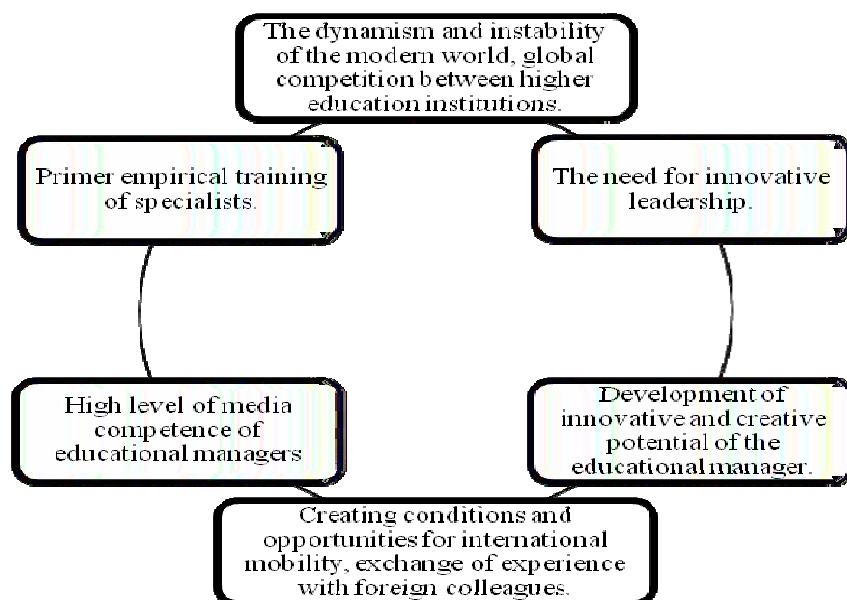 The dynamism and instability
of the modern world, global
competition between higher
education institutions.
Primer empirical training
of specialists.
The need for innovative
leadership.
High level of media
competence of
educational managers
Development of
innovative and creative
potential of the
educational manager.
Creating conditions and
opportunities for international
mobility, exchange of experience
with foreign colleagues.